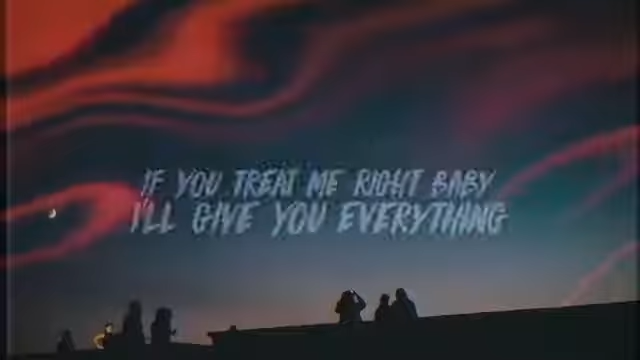 IF YOU TREAT ME RIGHT BABY
I'LL GIVE YOU EVERYTHING